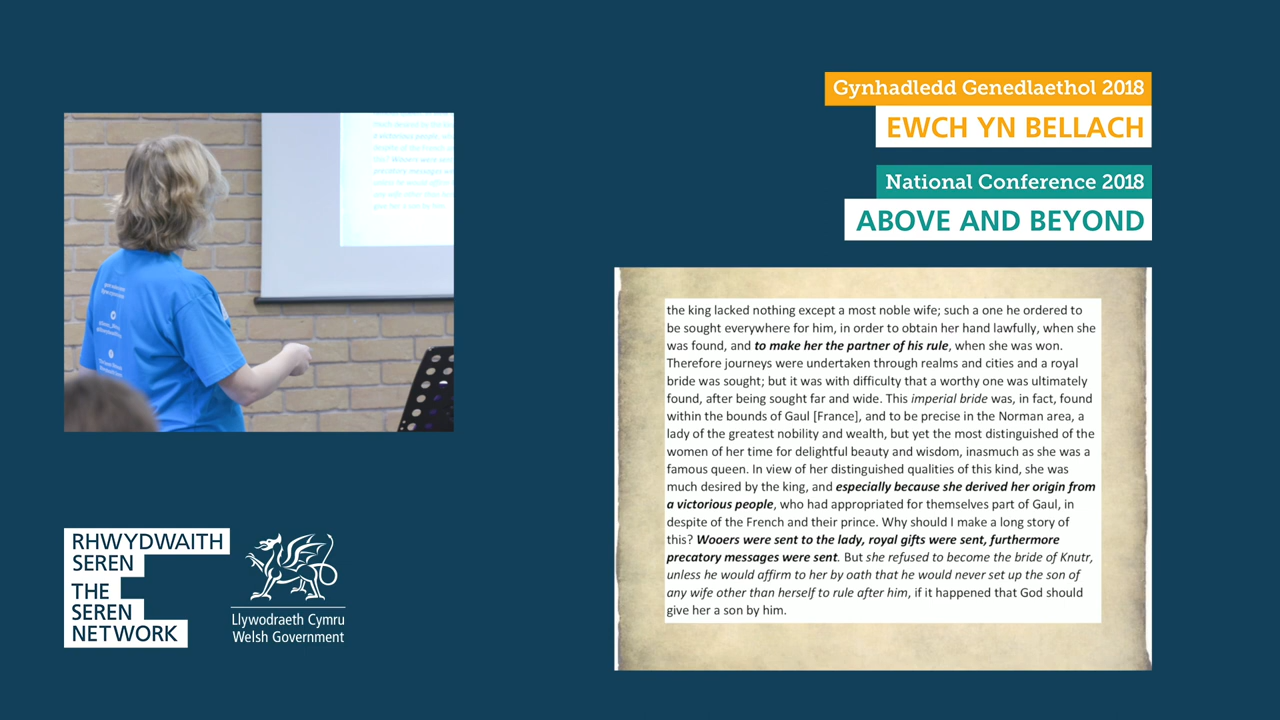 Gynhadledd Genedlaethol 2018
EWCH YN BELLACH
National Conference 2018
ABOVE AND BEYOND
the king lacked nothing except a most noble wife; such a one he ordered to
be sought everywhere for him, in order to obtain her hand lawfully, when she
was found, and to make her the partner of his rule, when she was won.
Therefore journeys were undertaken through realms and cities and a royal
bride was sought; but it was with difficulty that a worthy one was ultimately
found, after being sought far and wide. This imperial bride was, in fact, found
within the bounds of Gaul [France], and to be precise in the Norman area, a
lady of the greatest nobility and wealth, but yet the most distinguished of the
women of her time for delightful beauty and wisdom, inasmuch as she was a
famous queen. In view of her distinguished qualities of this kind, she was
much desired by the king, and especially because she derived her origin from
a victorious people, who had appropriated for themselves part of Gaul, in
despite of the French and their prince. Why should I make a long story of
this? Wooers were sent to the lady, royal gifts were sent, furthermore
precatory messages were sent. But she refused to become the bride of Knutr,
unless he would affirm to her by oath that he would never set up the son of
any wife other than herself to rule after him, if it happened that God should
give her a son by him.
RHWYDWAITH
SEREN
THE
SEREN
NETWORK
Llywodraeth Cymru
Welsh Government